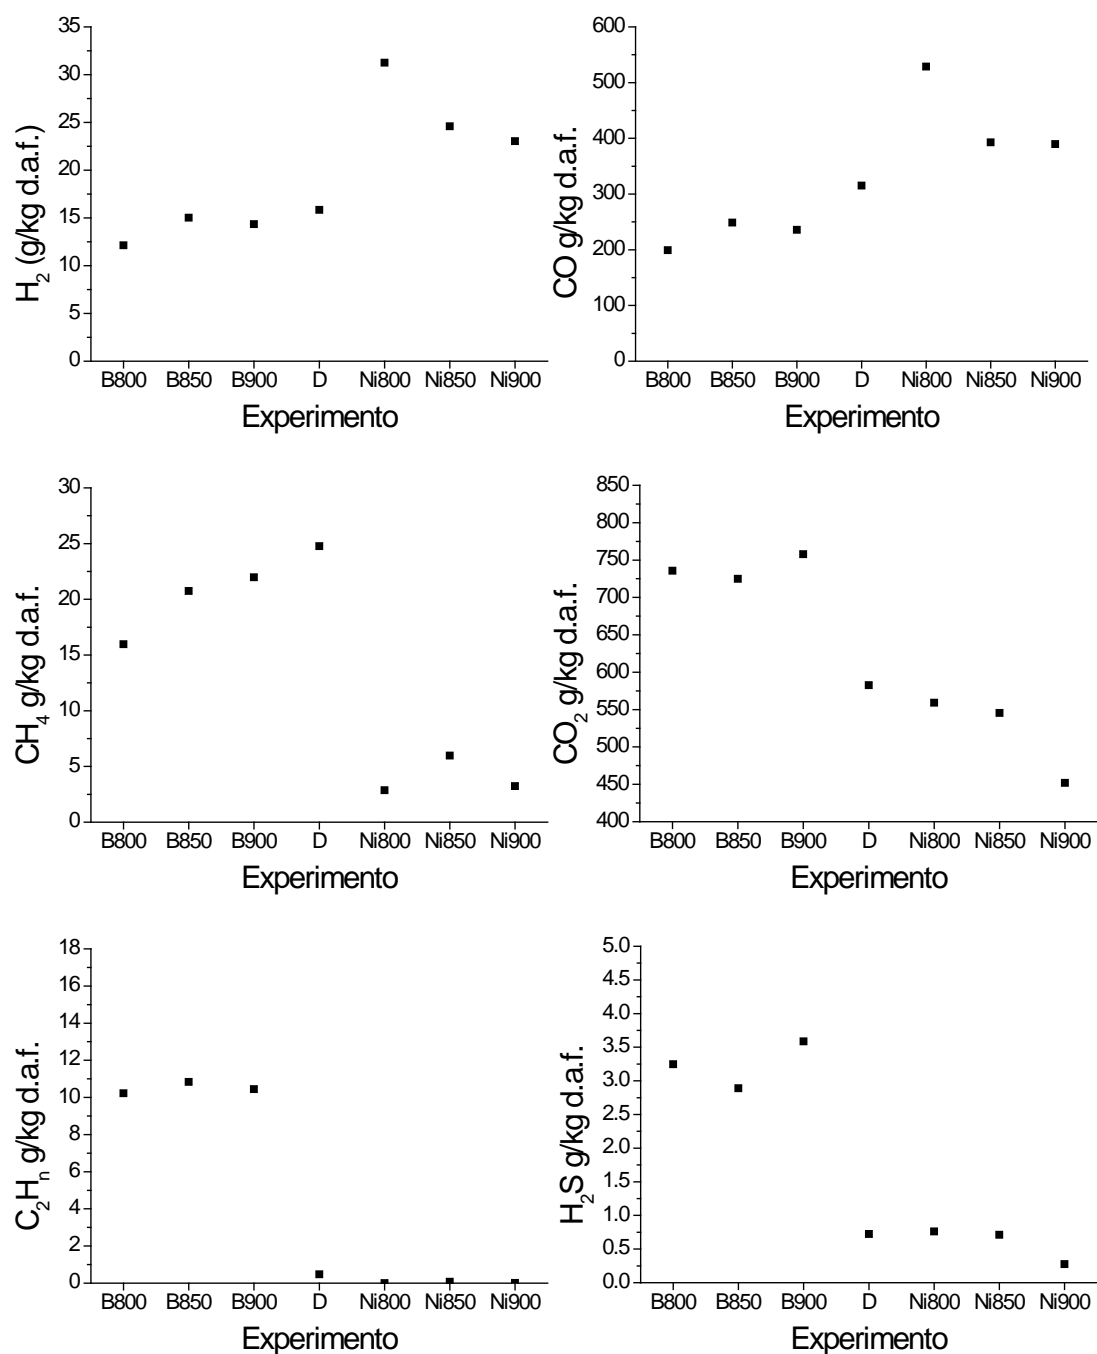 H2 (g/kg d.a.f.)
35
30
25
20
15
10
5
0
B800 B850 B900 D Ni800 Ni850 Ni900
Experimento
CO g/kg d.a.f.
600
500
400
300
200
100
0
B800 B850 B900 D Ni800 Ni850 Ni900
Experimento
CH4 g/kg d.a.f.
30
25
20
15
10
5
0
B800 B850 B900 D Ni800 Ni850 Ni900
Experimento
CO2 g/kg d.a.f.
850
800
750
700
650
600
550
500
450
400
B800 B850 B900 D Ni800 Ni850 Ni900
Experimento
C2Hn g/kg d.a.f.
18
16
14
12
10
8
6
4
2
0
B800 B850 B900 D Ni800 Ni850 Ni900
Experimento
H2S g/kg d.a.f.
5.0
4.5
4.0
3.5
3.0
2.5
2.0
1.5
1.0
0.5
0.0
B800 B850 B900 D Ni800 Ni850 Ni900
Experimento